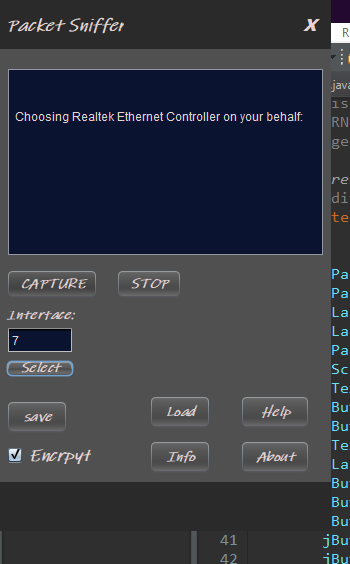 Packet Sniffer
X
R
.java
Choosing Realtek Ethernet Controller on your behalf:
is
RN
ge
re
di
te
CAPTURE
STOP
Pa
Pa
La
La
Pa
Sc
Te
Bu
Bu
Te
La
Bu
Bu
Bu
Interface:
7
Select
save
Load
Help
Encrpyt
Info
About
41
jBu
42
jBu